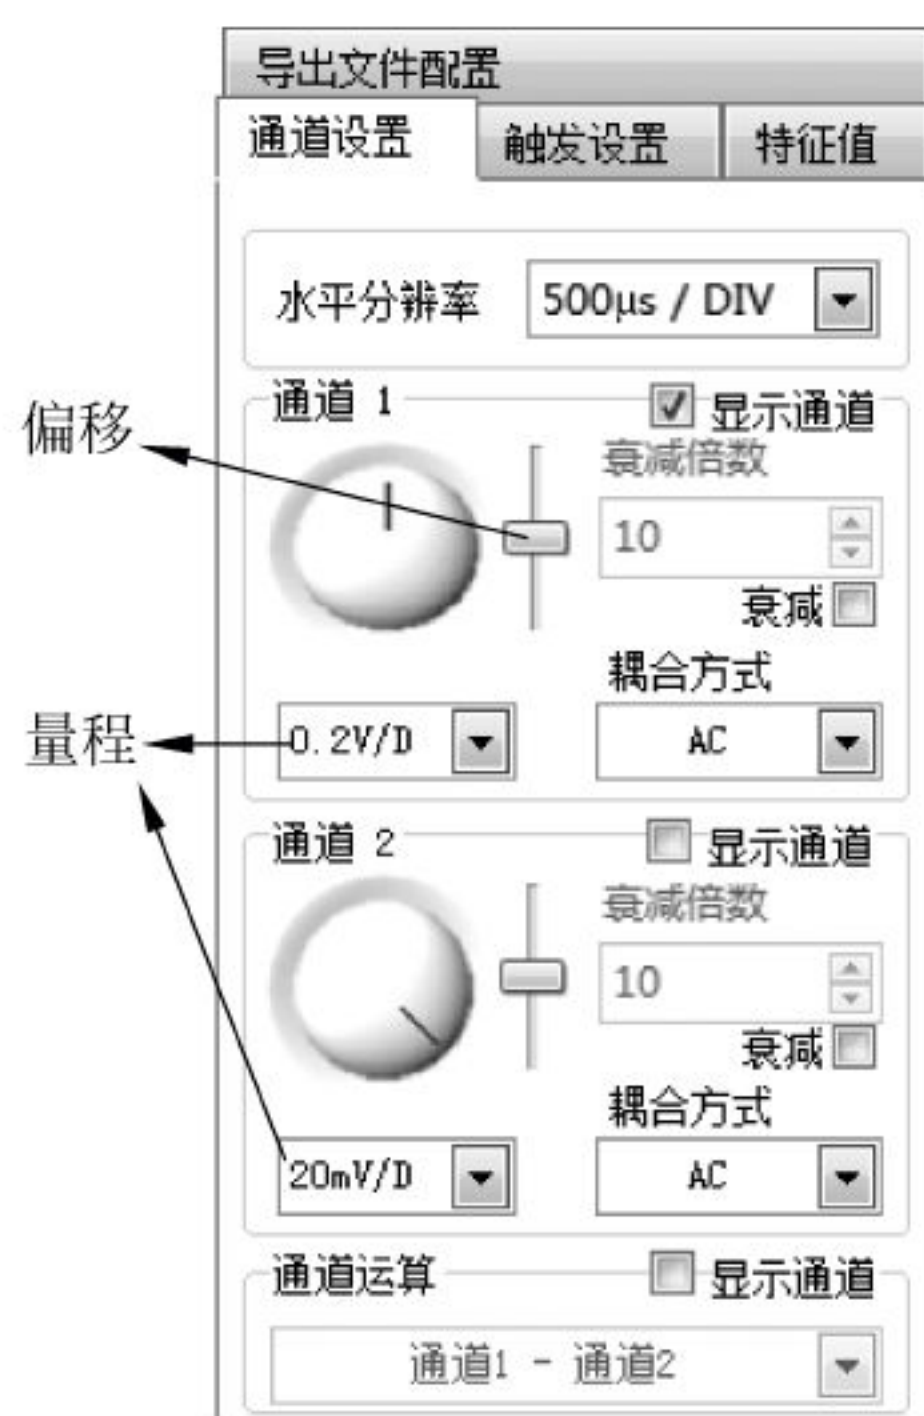 导出文件配置
通道设置 触发设置 特征值
水平分辨率 500μs / DIV
通道 1 显示通道
偏移
衰减倍数
10
衰减
耦合方式
量程
0.2V/D AC
通道 2 显示通道
衰减倍数
10
衰减
耦合方式
20mV/D AC
通道运算 显示通道
通道1 - 通道2